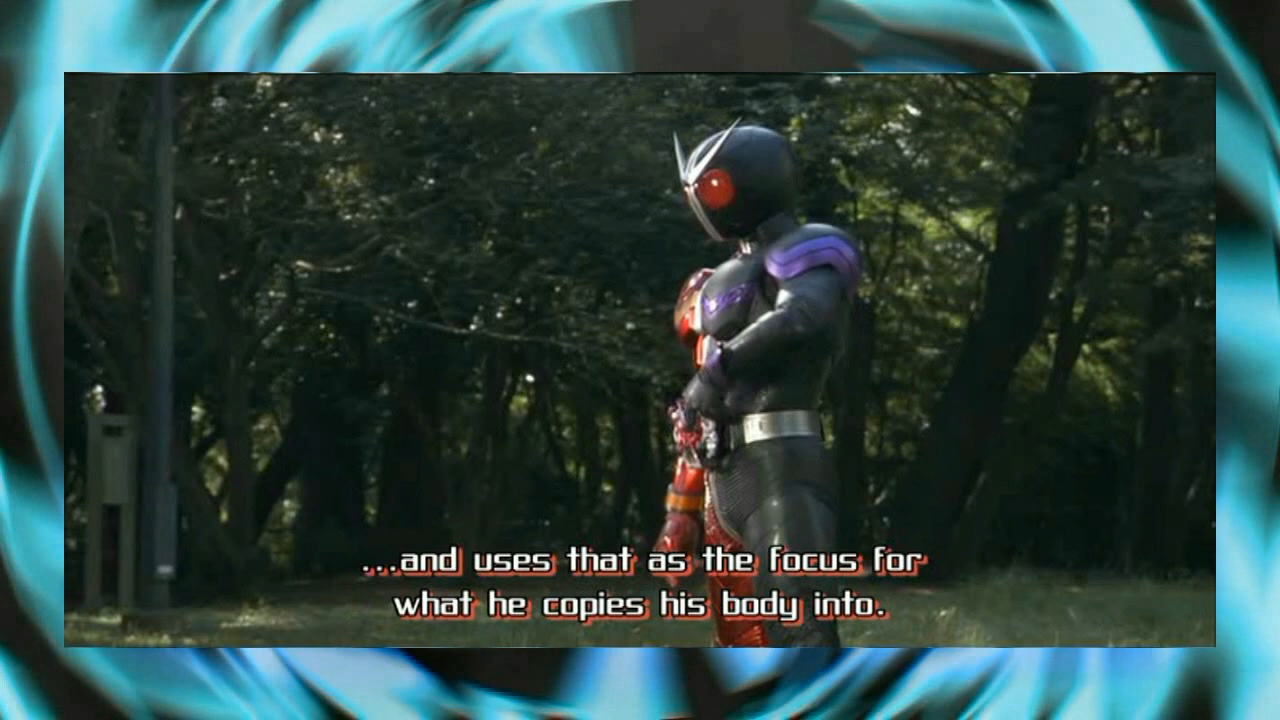 ...and uses that as the focus for
what he copies his body into.